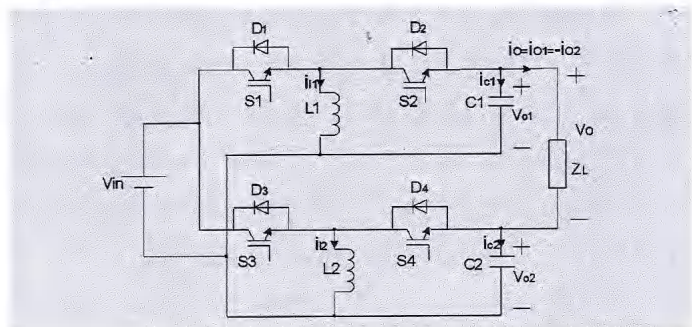 D1
D2
io=io1=-io2
S1
il1
L1
S2
ic1
C1
+
Vo1
—
+
Vo
ZL
—
Vin
D3
D4
S3
il2
L2
S4
ic2
C2
+
Vo2
—